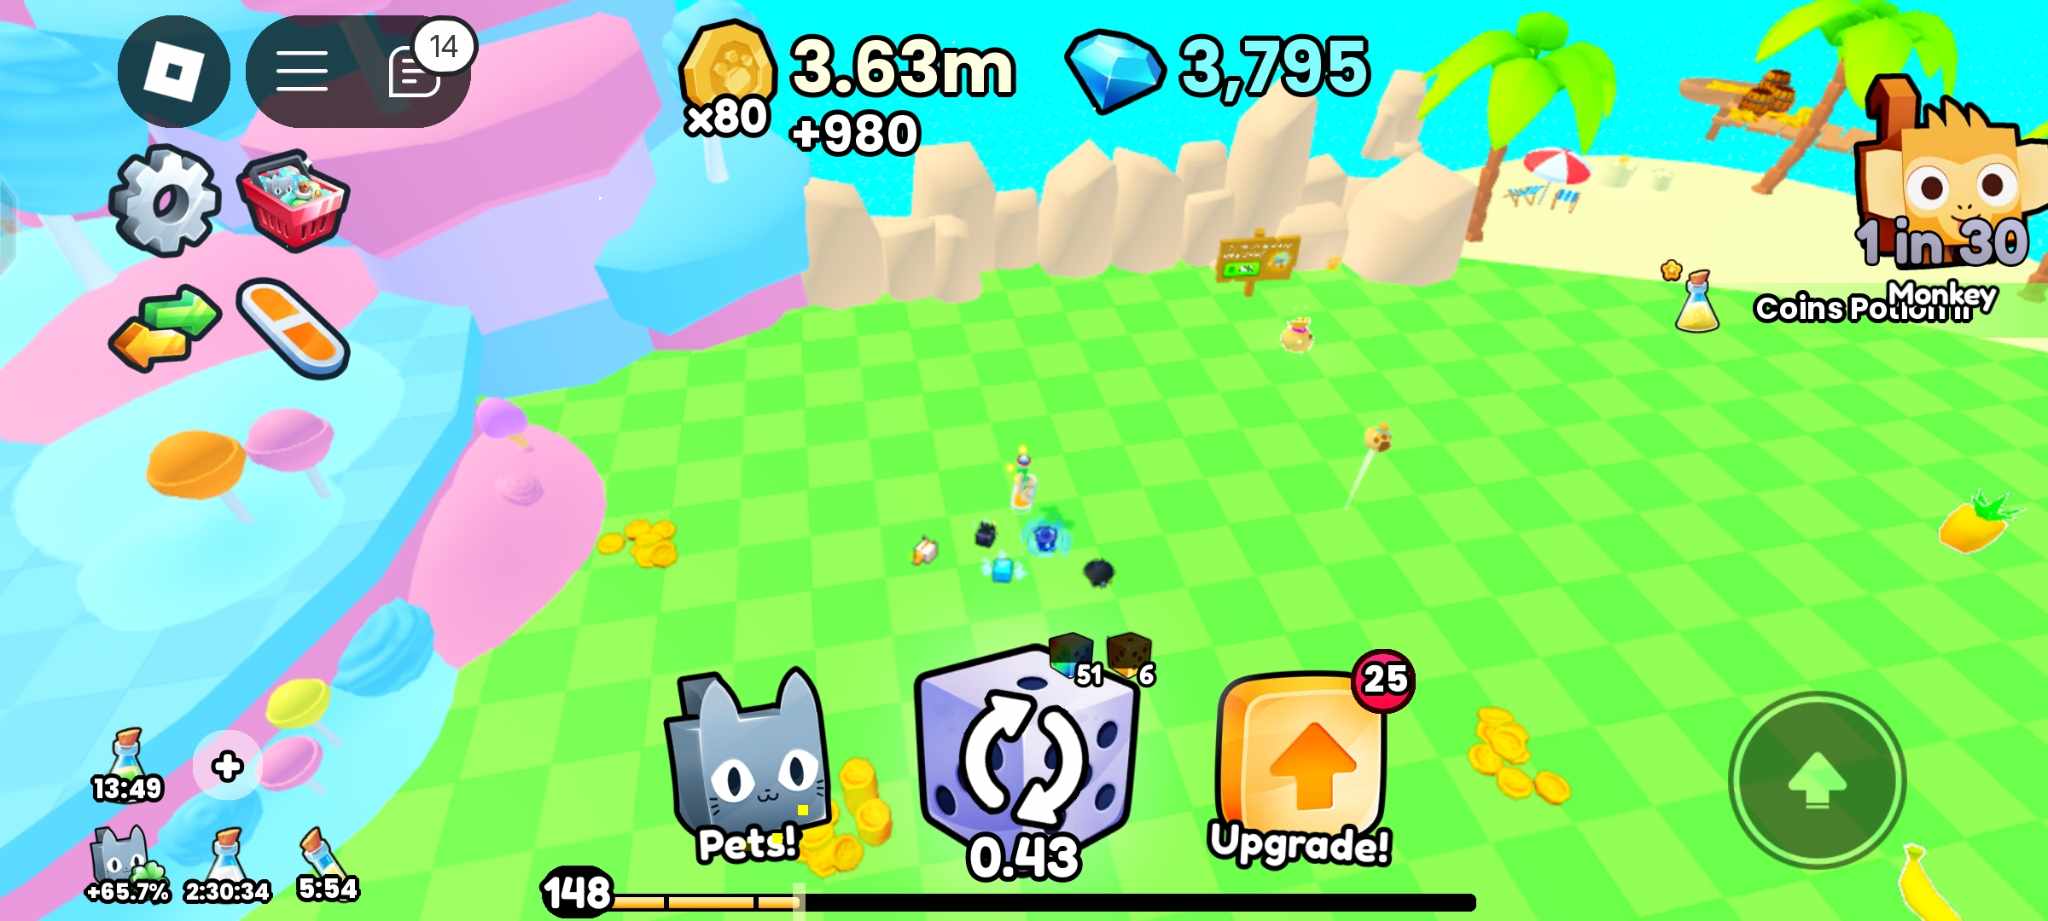 14
3.63m
3,795
x80
+980
1 in 30
Monkey
Coins Potion II
51
6
25
13:49
+
Pets!
0.43
Upgrade!
+65.7%
2:30:34
5:54
148